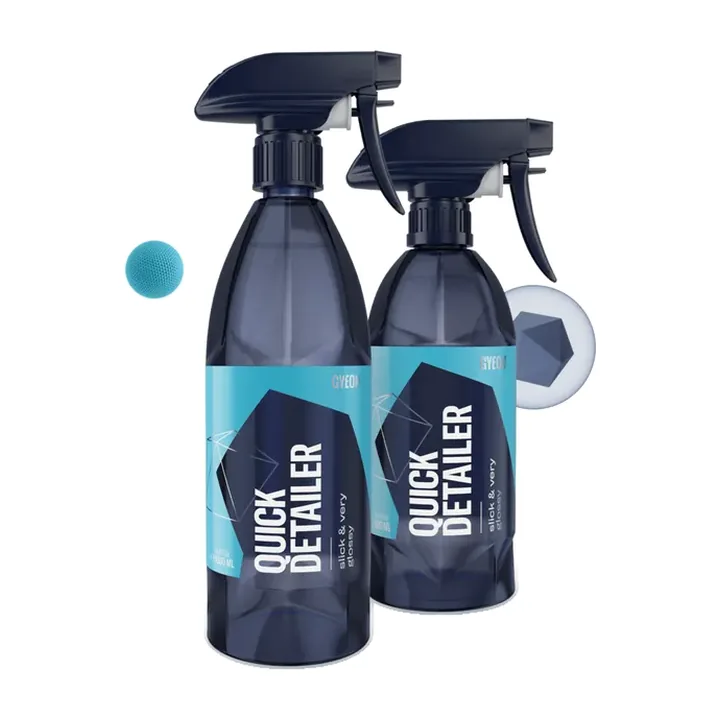 GYEON
QUICK
DETAILER
slick & very
glossy
GYEON
QUICK
DETAILER
slick & very
glossy